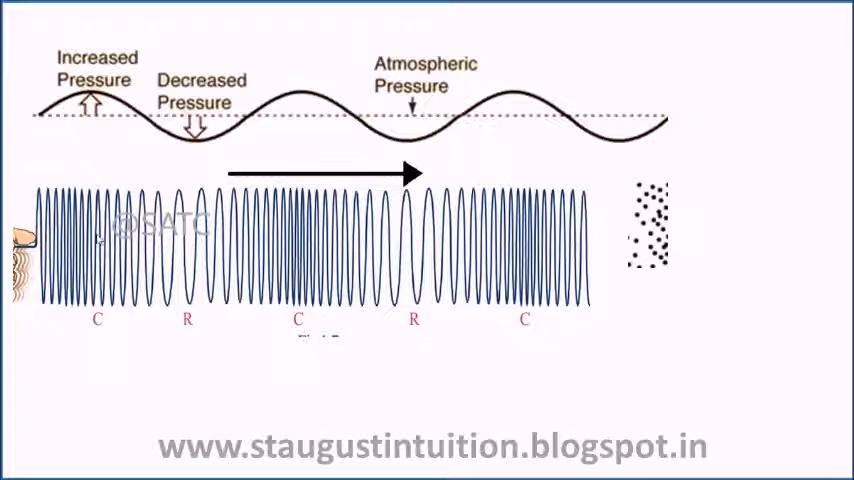 Increased
Pressure
Decreased
Pressure
Atmospheric
Pressure
@SATC
C R C R C
www.staugustintuition.blogspot.in